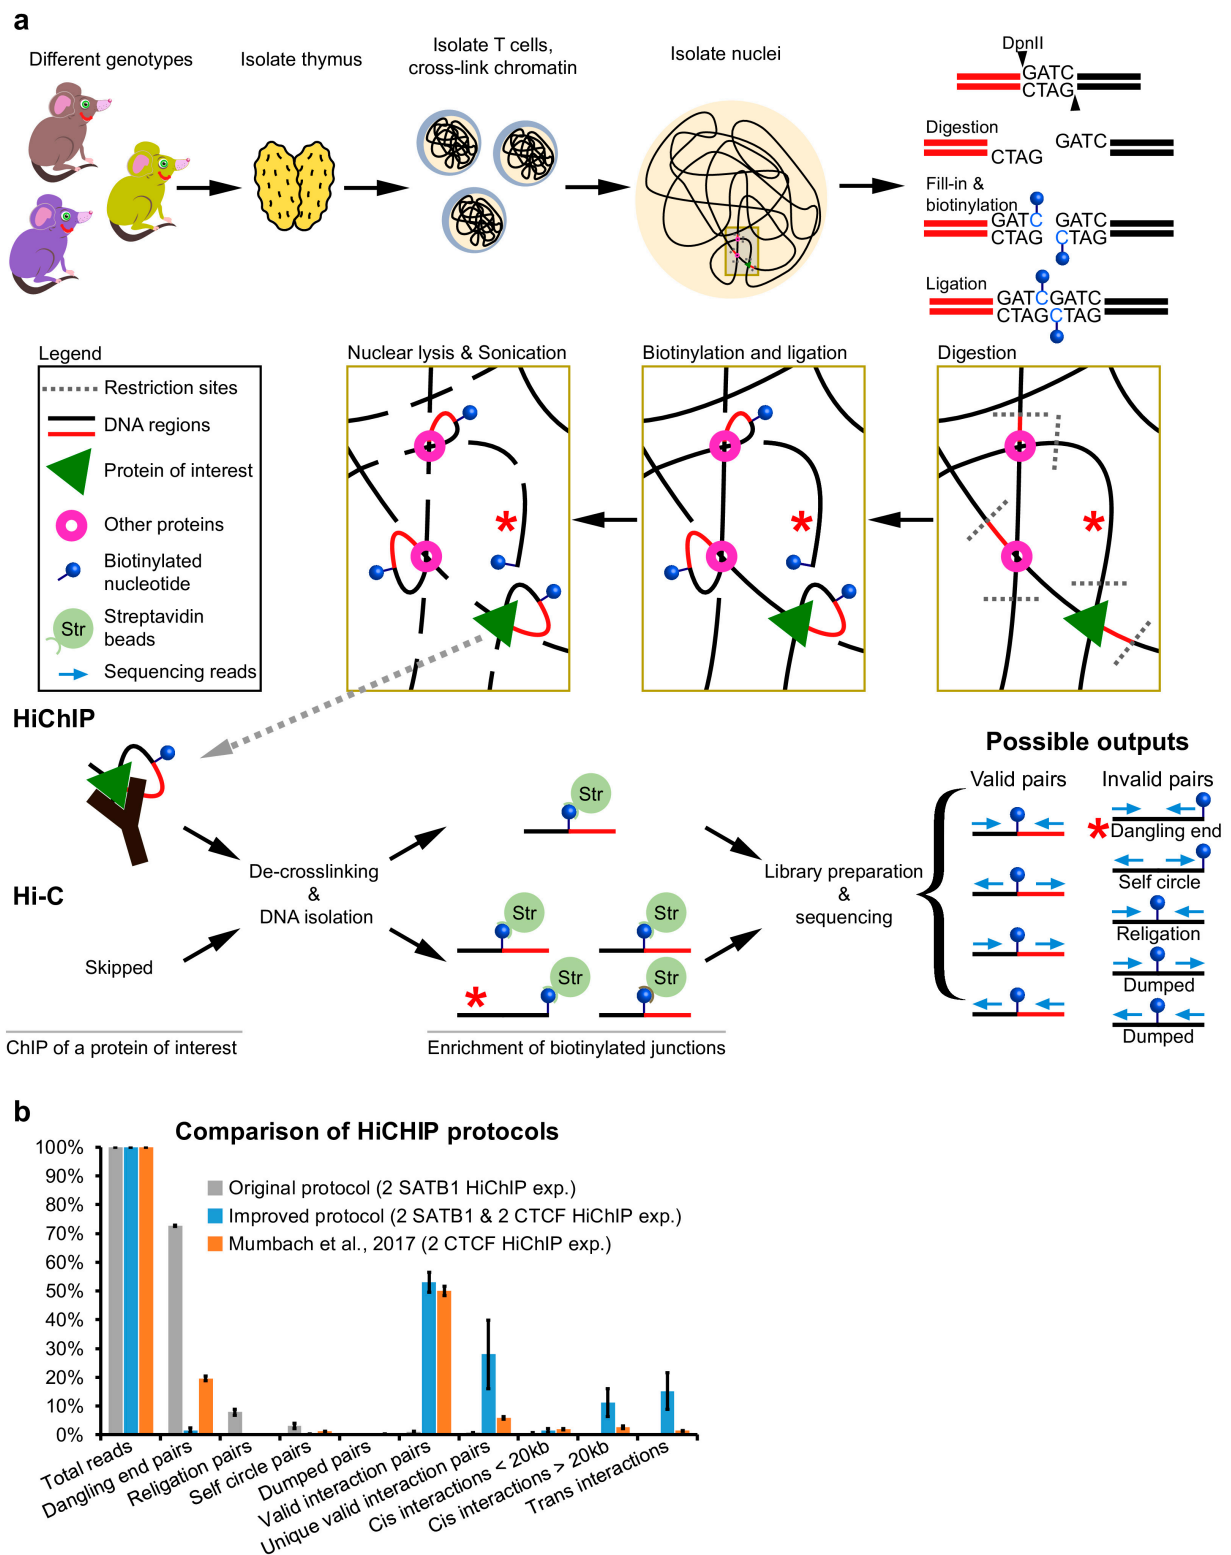 a
Different genotypes
Isolate thymus
Isolate T cells,
cross-link chromatin
Isolate nuclei
DpnII
GATC
CTAG
Digestion
GATC
CTAG
Fill-in &
biotinylation
GATC GATC
CTAG CTAG
Ligation
GATCGATC
CTAGCTAG
Legend
Restriction sites
DNA regions
Protein of interest
Other proteins
Biotinylated
nucleotide
Str
Streptavidin
beads
Sequencing reads
Nuclear lysis & Sonication
*
Biotinylation and ligation
*
Digestion
*
HiChIP
Hi-C
Skipped
ChIP of a protein of interest
De-crosslinking
&
DNA isolation
Str
Str
Str
* Str
Str
Enrichment of biotinylated junctions
Library preparation
&
sequencing
Possible outputs
Valid pairs
Invalid pairs
* Dangling end
Self circle
Religation
Dumped
Dumped
b
Comparison of HiCHIP protocols
100%
90%
80%
70%
60%
50%
40%
30%
20%
10%
0%
Original protocol (2 SATB1 HiChIP exp.)
Improved protocol (2 SATB1 & 2 CTCF HiChIP exp.)
Mumbach et al., 2017 (2 CTCF HiChIP exp.)
Total reads
Dangling end pairs
Religation pairs
Self circle pairs
Dumped pairs
Valid interaction pairs
Unique valid interaction pairs
Cis interactions < 20kb
Cis interactions > 20kb
Trans interactions